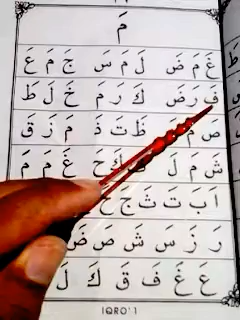 مَ
غَ مَ ضَ لَ مَ سَ جَ مَ عَ
فَ رَ ضَ كَ رَ مَ خَ لَ طَ
صَ مَ ظَ تَ ذَ مَ زَ قَ
شَ مَ لَ حَ غَ مَ مَ
اَ بَ تَ ثَ جَ حَ
رَ زَ سَ شَ صَ ضَ
عَ غَ فَ قَ كَ لَ
IQRO' 1